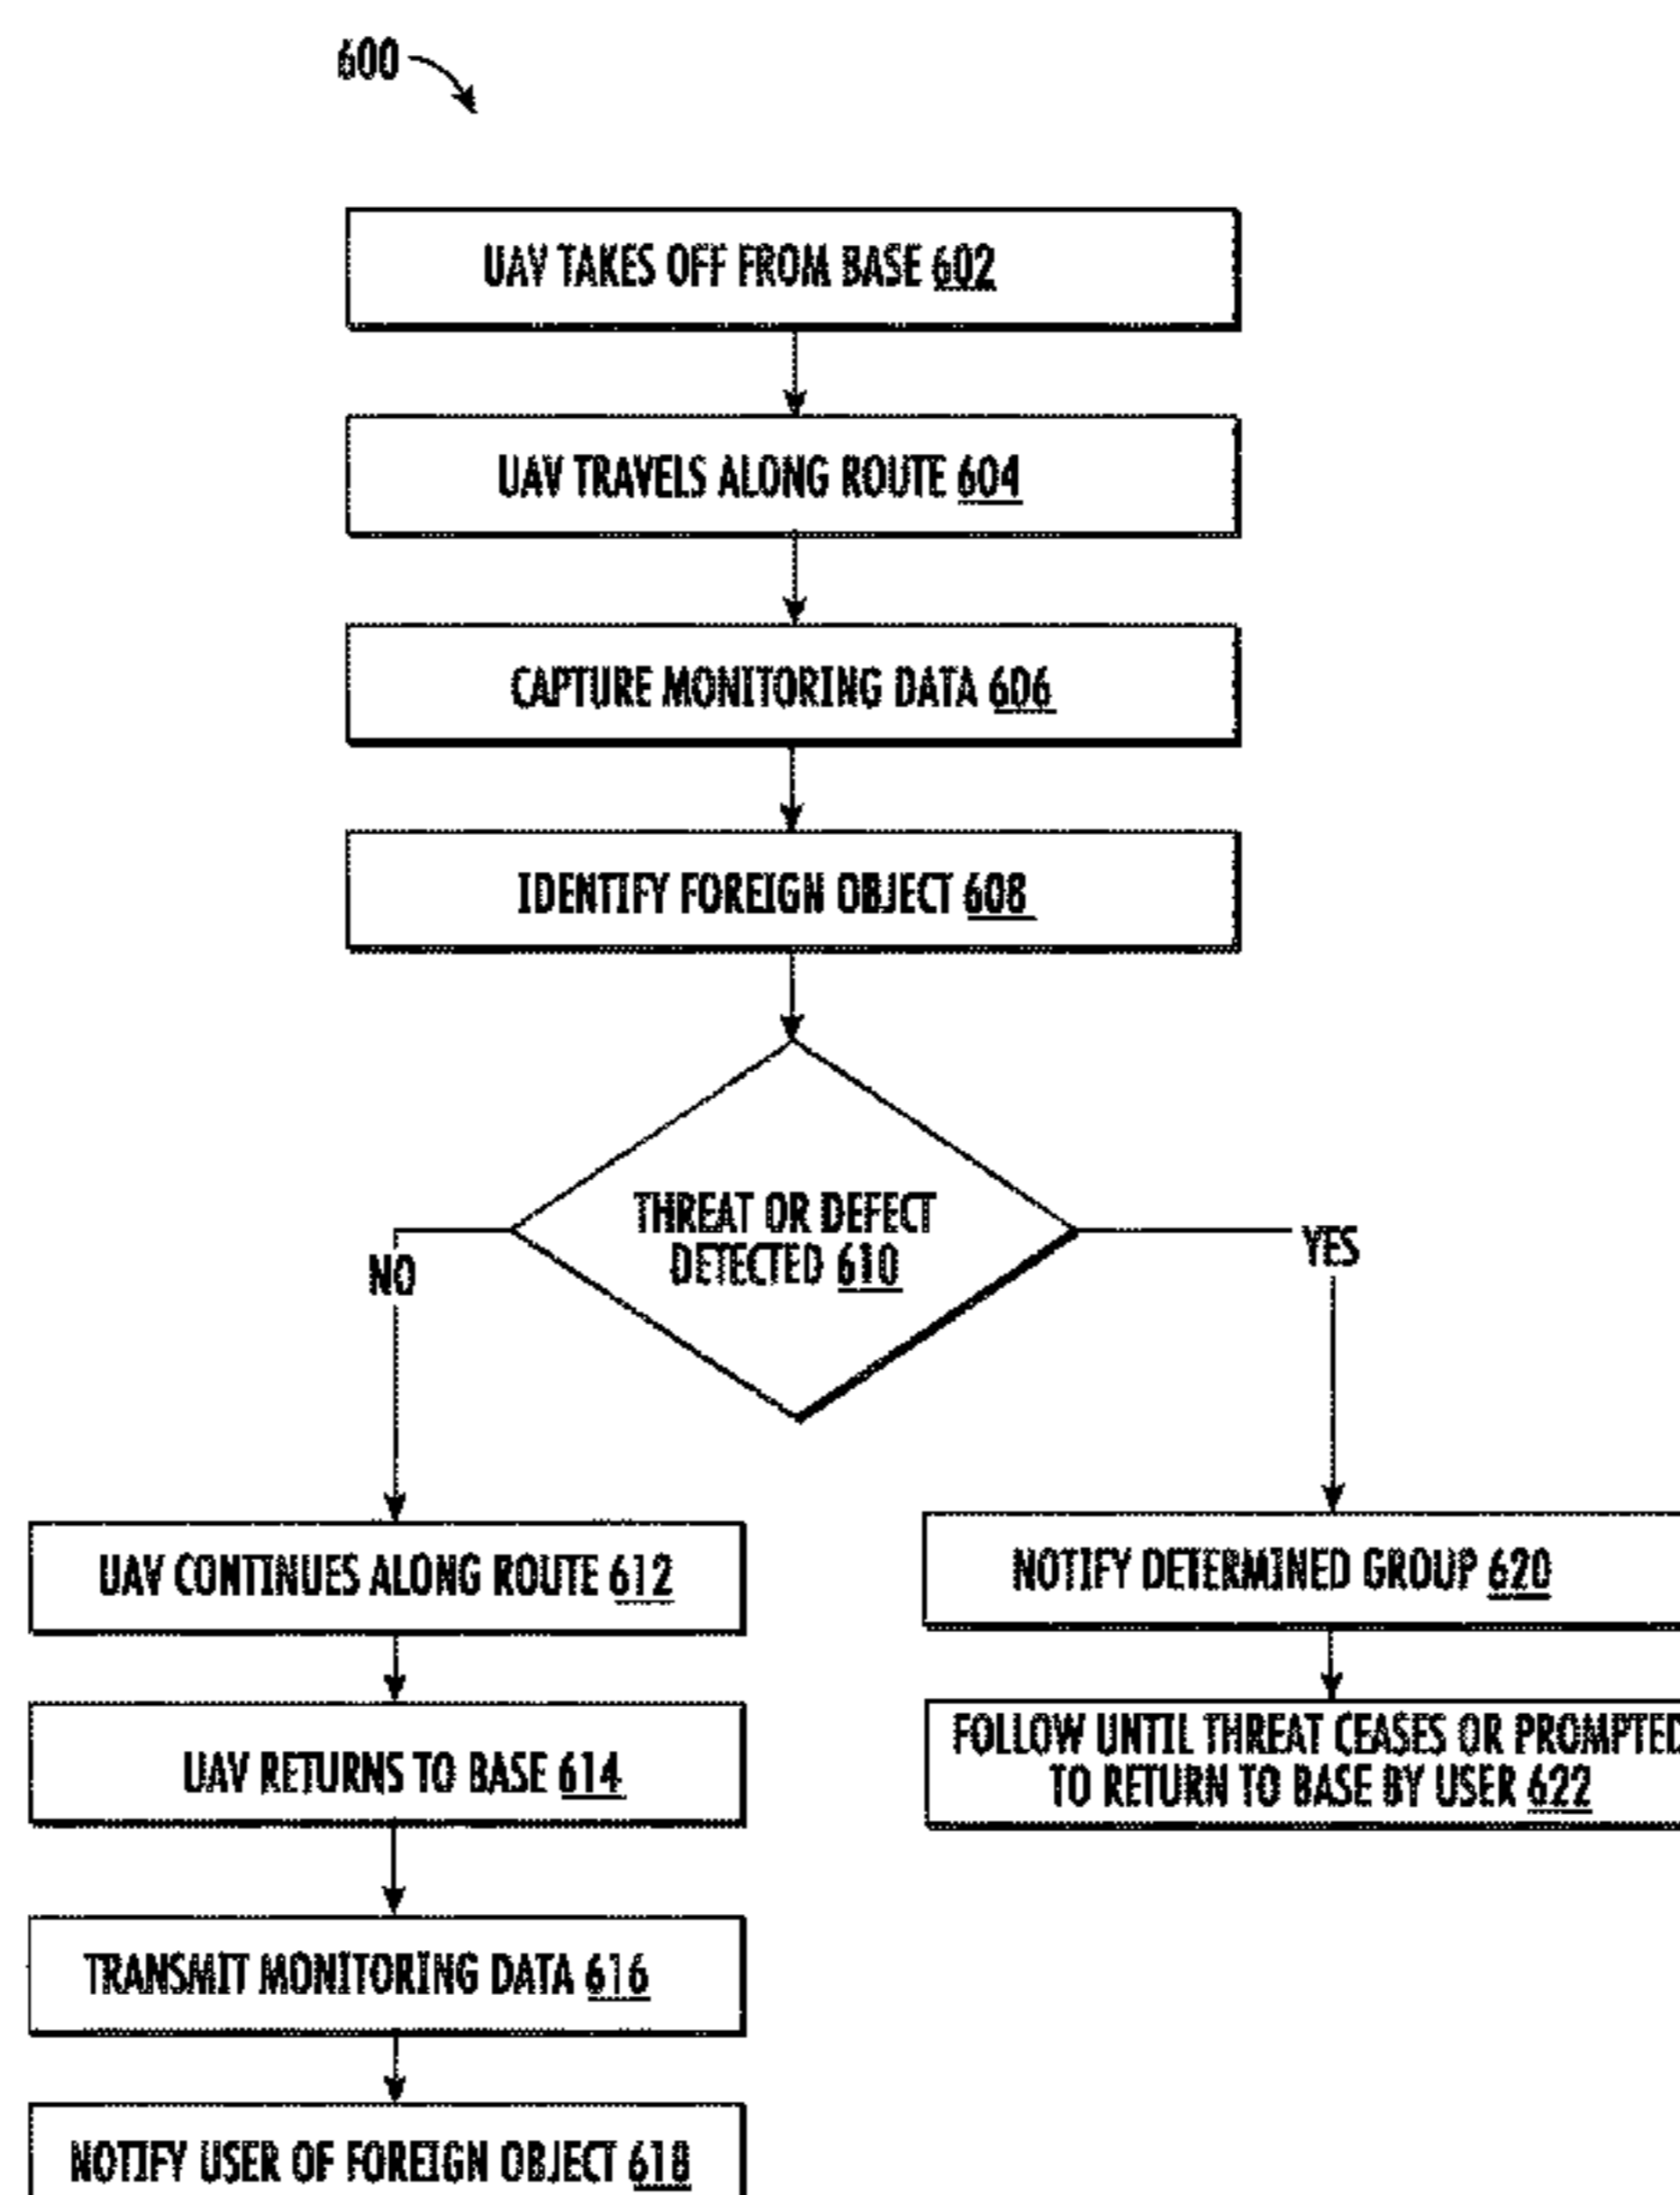 600
UAV TAKES OFF FROM BASE 602
UAV TRAVELS ALONG ROUTE 604
CAPTURE MONITORING DATA 606
IDENTIFY FOREIGN OBJECT 608
THREAT OR DEFECT
DETECTED 610
NO
YES
UAV CONTINUES ALONG ROUTE 612
UAV RETURNS TO BASE 614
TRANSMIT MONITORING DATA 616
NOTIFY USER OF FOREIGN OBJECT 618
NOTIFY DETERMINED GROUP 620
FOLLOW UNTIL THREAT CEASES OR PROMPTED
TO RETURN TO BASE BY USER 622